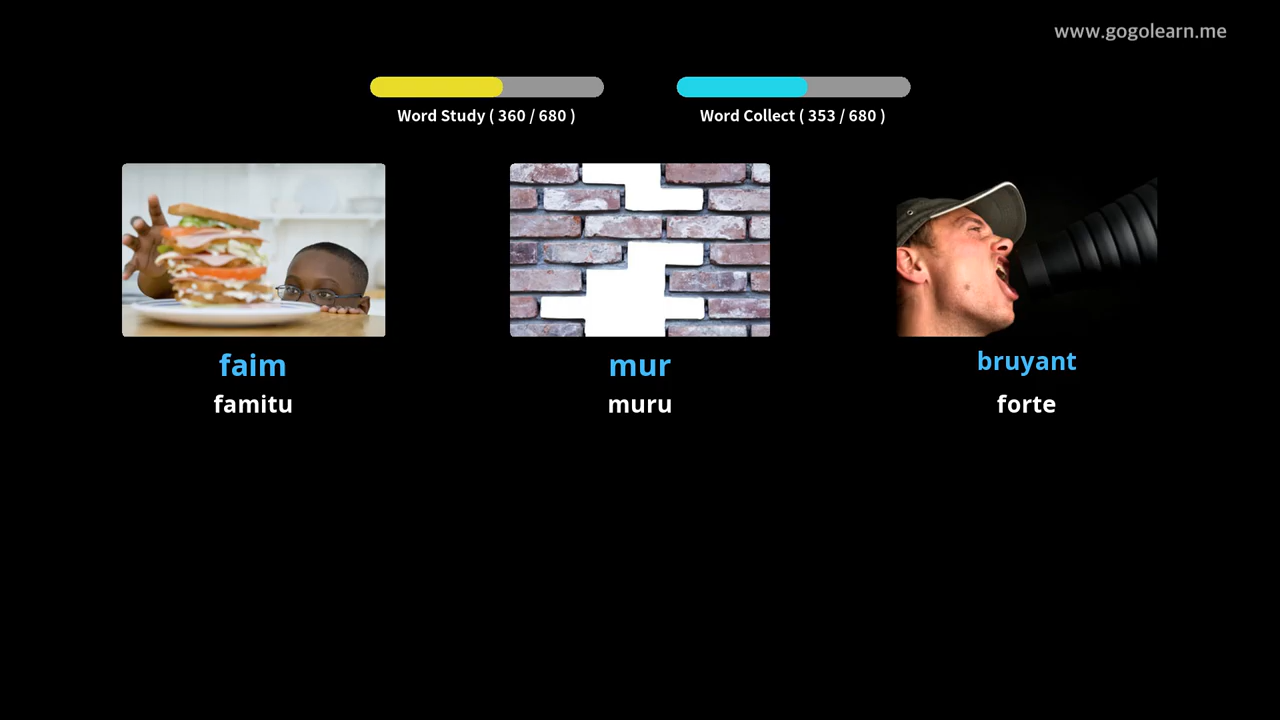 www.gogolearn.me
Word Study ( 360 / 680 )
Word Collect ( 353 / 680 )
faim
mur
bruyant
famitu
muru
forte